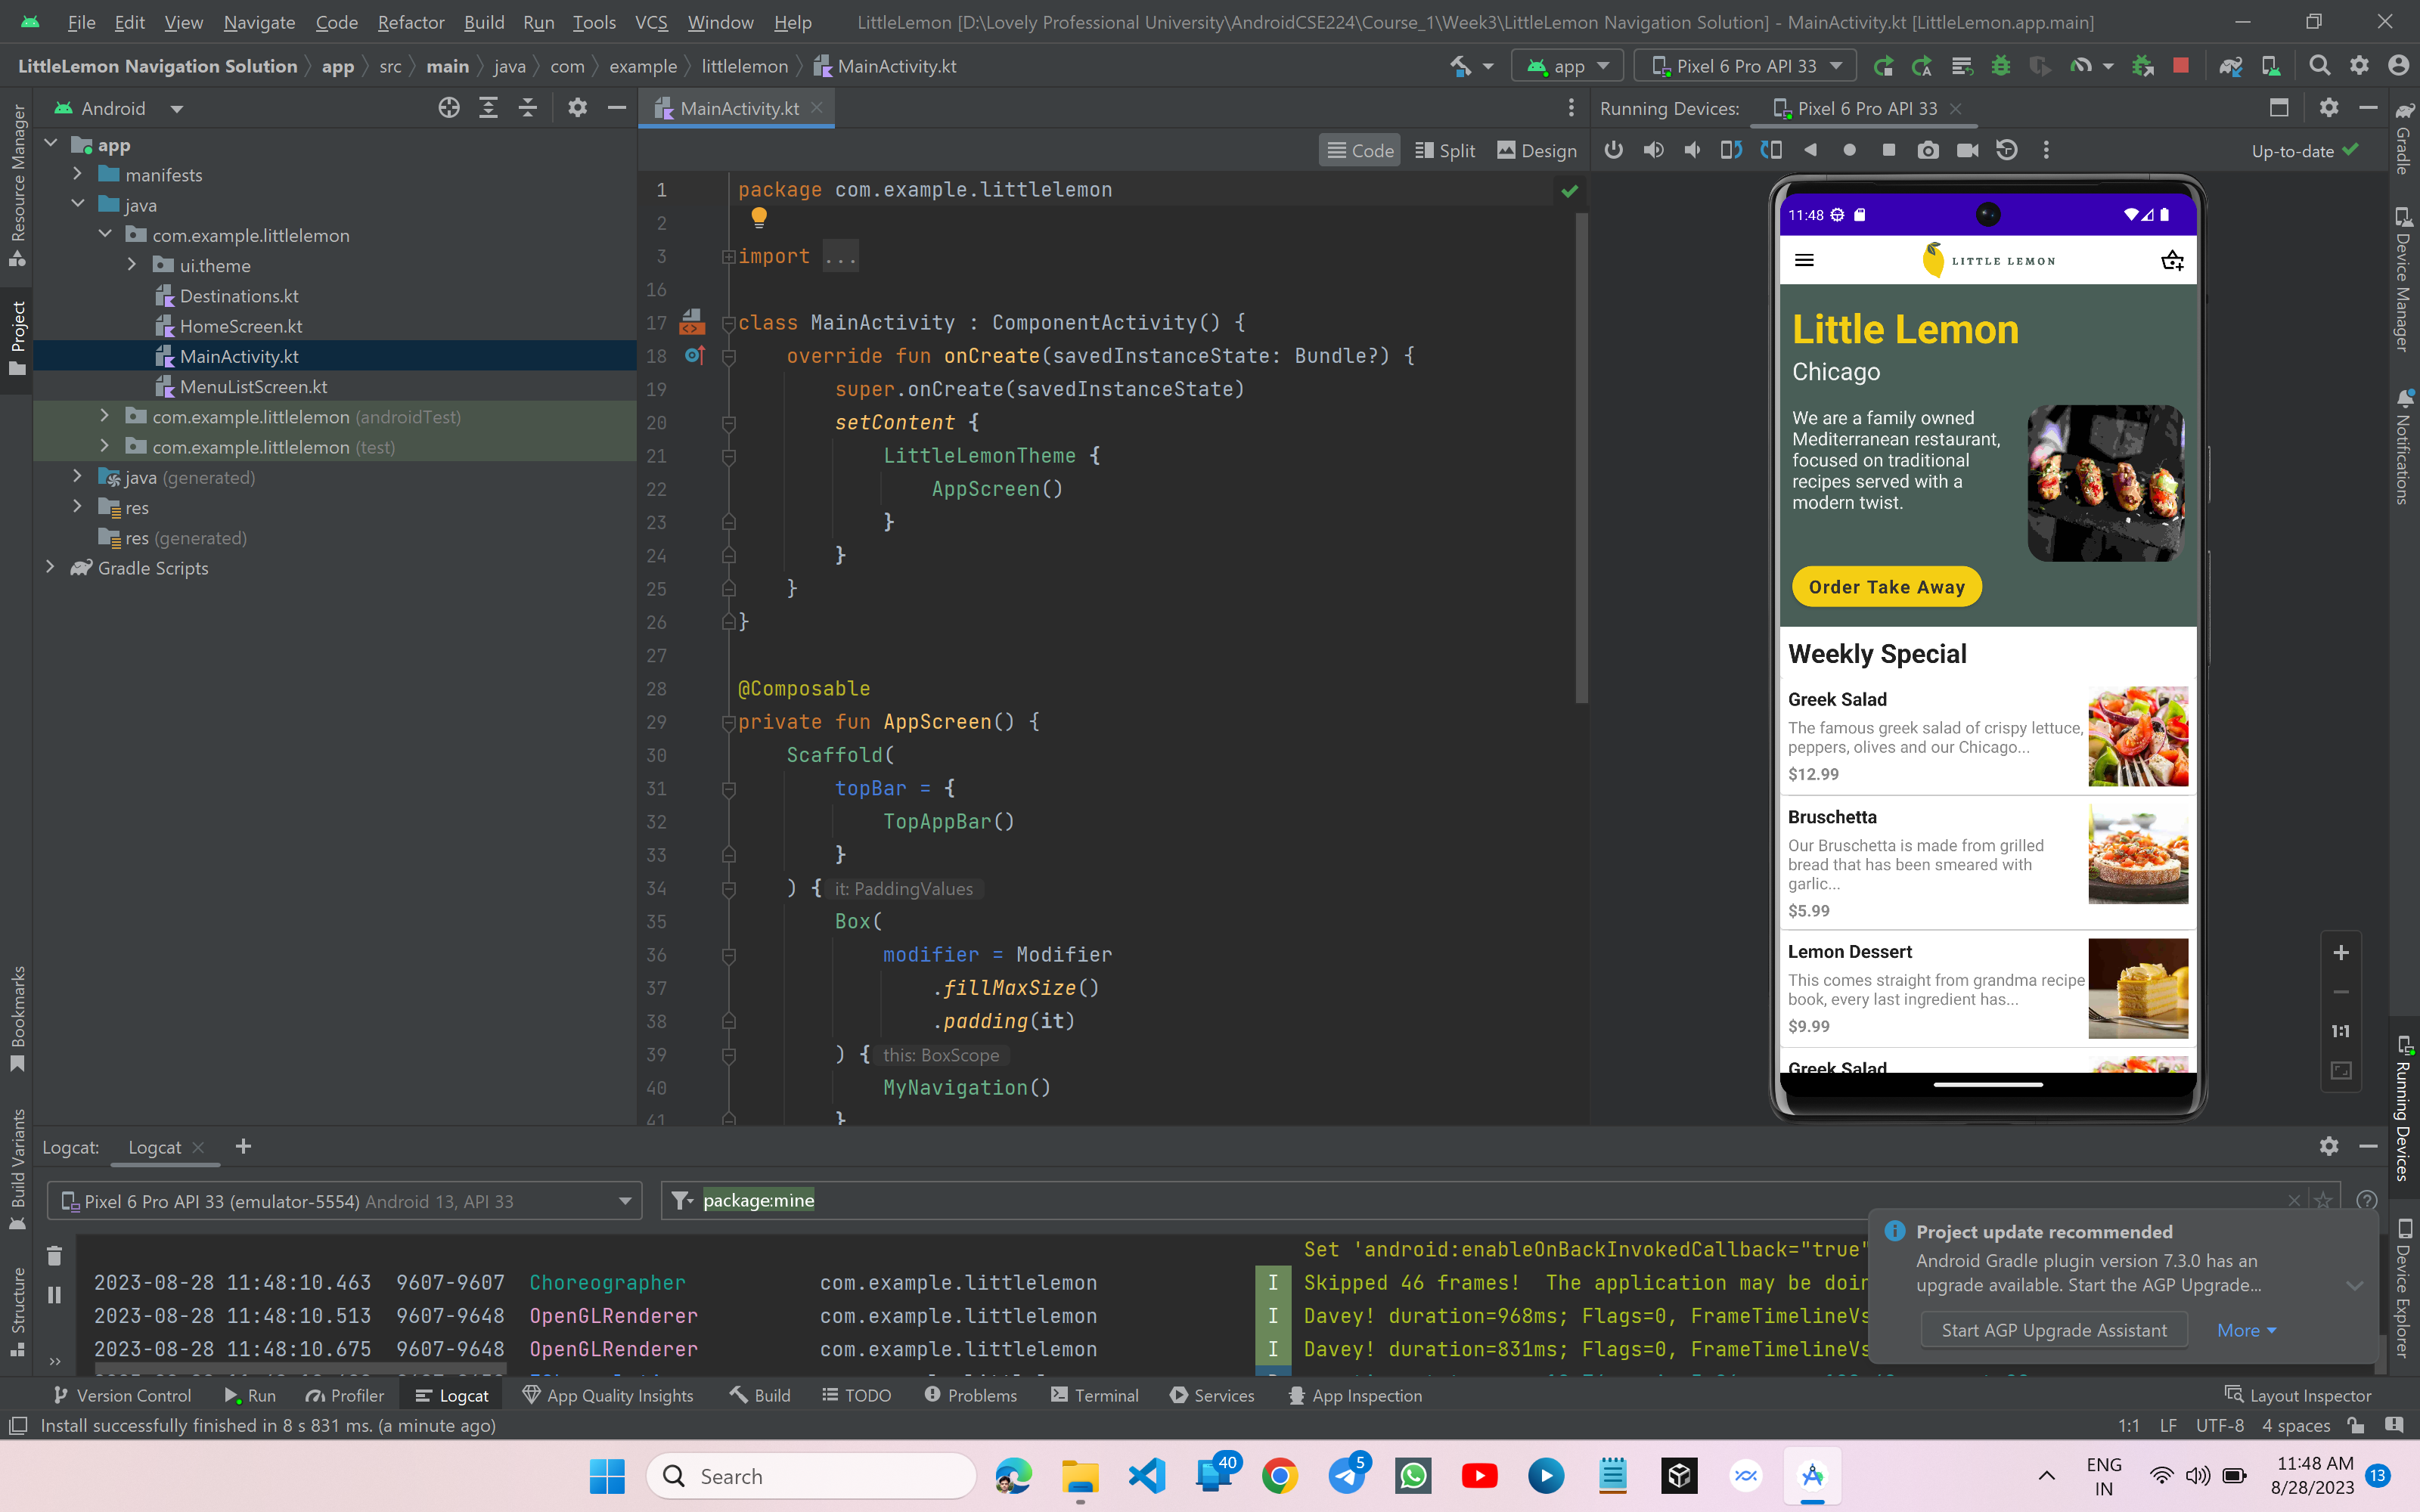 File Edit View Navigate Code Refactor Build Run Tools VCS Window Help LittleLemon [D:\Lovely Professional University\AndroidCSE224\Course_1\Week3\LittleLemon Navigation Solution] - MainActivity.kt [LittleLemon.app.main]
LittleLemon Navigation Solution app src main java com example littlelemon MainActivity.kt app Pixel 6 Pro API 33
Android
MainActivity.kt
Running Devices: Pixel 6 Pro API 33
Code Split Design
Up-to-date
Resource Manager
Project
Bookmarks
Build Variants
Structure
app
manifests
java
com.example.littlelemon
ui.theme
Destinations.kt
HomeScreen.kt
MainActivity.kt
MenuListScreen.kt
com.example.littlelemon (androidTest)
com.example.littlelemon (test)
java (generated)
res
res (generated)
Gradle Scripts
1 package com.example.littlelemon
2
3 import ...
16
17 class MainActivity : ComponentActivity() {
18 override fun onCreate(savedInstanceState: Bundle?) {
19 super.onCreate(savedInstanceState)
20 setContent {
21 LittleLemonTheme {
22 AppScreen()
23 }
24 }
25 }
26 }
27
28 @Composable
29 private fun AppScreen() {
30 Scaffold(
31 topBar = {
32 TopAppBar()
33 }
34 ) { it: PaddingValues
35 Box(
36 modifier = Modifier
37 .fillMaxSize()
38 .padding(it)
39 ) { this: BoxScope
40 MyNavigation()
41 }
11:48
LITTLE LEMON
Little Lemon
Chicago
We are a family owned
Mediterranean restaurant,
focused on traditional
recipes served with a
modern twist.
Order Take Away
Weekly Special
Greek Salad
The famous greek salad of crispy lettuce,
peppers, olives and our Chicago...
$12.99
Bruschetta
Our Bruschetta is made from grilled
bread that has been smeared with
garlic...
$5.99
Lemon Dessert
This comes straight from grandma recipe
book, every last ingredient has...
$9.99
Greek Salad
1:1
Gradle
Device Manager
Notifications
Running Devices
Device Explorer
Logcat: Logcat
Pixel 6 Pro API 33 (emulator-5554) Android 13, API 33 package:mine
Set 'android:enableOnBackInvokedCallback="true"
2023-08-28 11:48:10.463 9607-9607 Choreographer com.example.littlelemon I Skipped 46 frames! The application may be doin
2023-08-28 11:48:10.513 9607-9648 OpenGLRenderer com.example.littlelemon I Davey! duration=968ms; Flags=0, FrameTimelineVs
2023-08-28 11:48:10.675 9607-9648 OpenGLRenderer com.example.littlelemon I Davey! duration=831ms; Flags=0, FrameTimelineVs
Project update recommended
Android Gradle plugin version 7.3.0 has an
upgrade available. Start the AGP Upgrade...
Start AGP Upgrade Assistant More
Version Control Run Profiler Logcat App Quality Insights Build TODO Problems Terminal Services App Inspection Layout Inspector
Install successfully finished in 8 s 831 ms. (a minute ago) 1:1 LF UTF-8 4 spaces
Search
40
5
ENG
IN
11:48 AM
8/28/2023
13